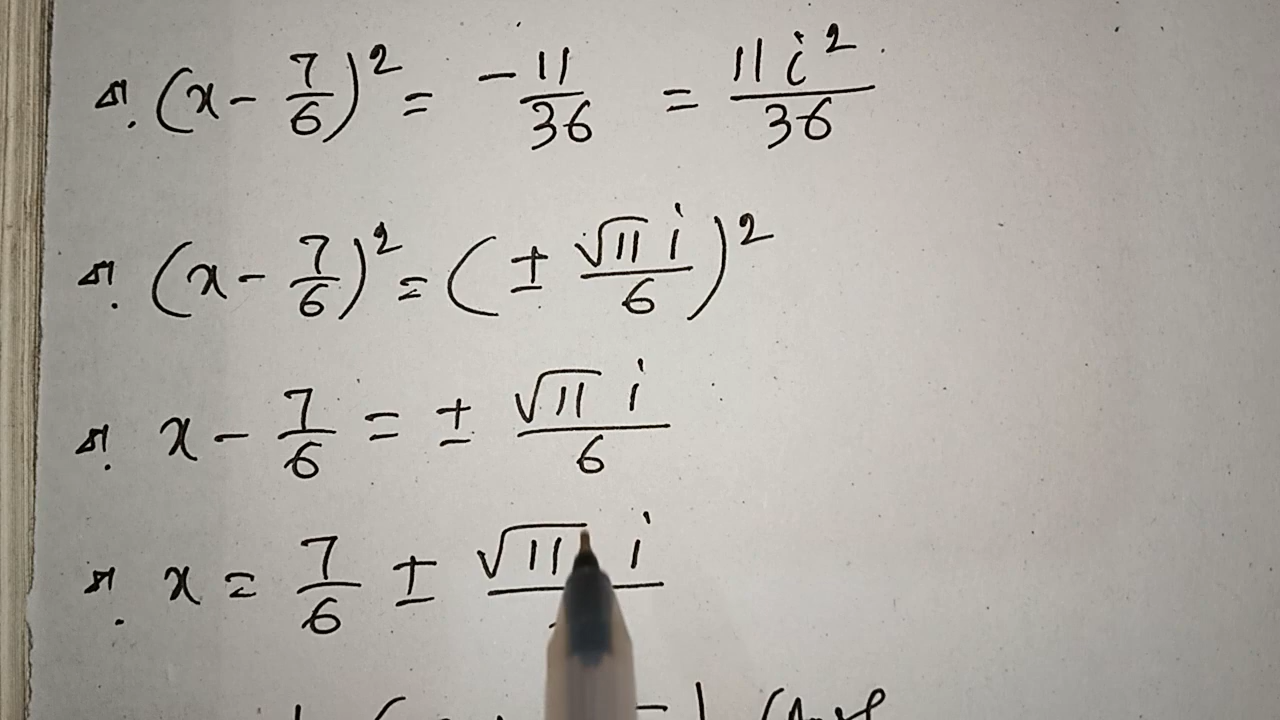 বা. (x - 7/6)² = -11/36 = 11i²/36
বা. (x - 7/6)² = (± √11 i/6)²
বা. x - 7/6 = ± √11 i/6
বা. x = 7/6 ± √11 i